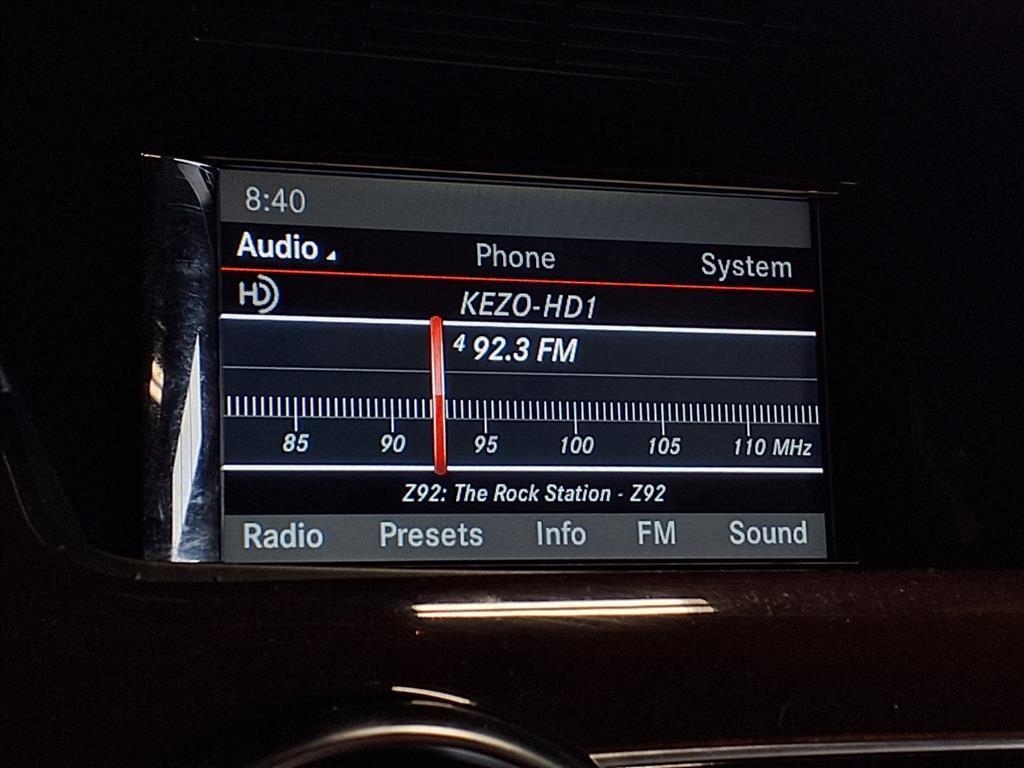 8:40
Audio Phone System
HD KEZO-HD1
4 92.3 FM
85 90 95 100 105 110 MHz
Z92: The Rock Station - Z92
Radio Presets Info FM Sound